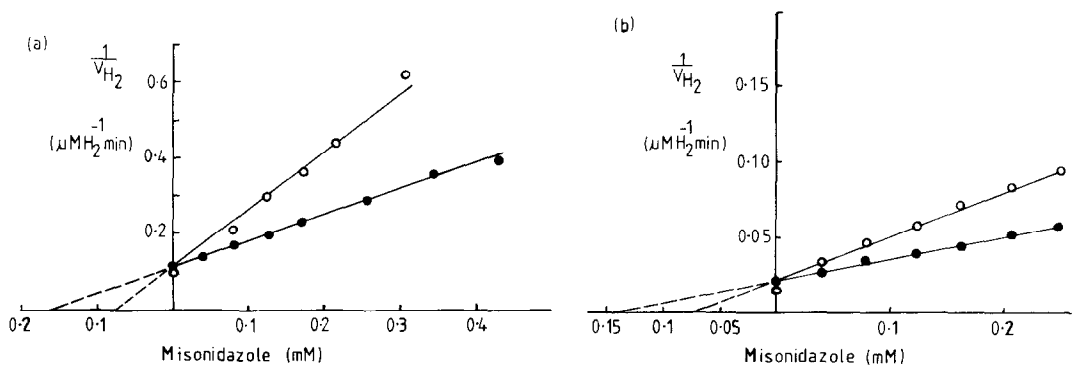 (a)
1
V H₂
(μM H₂⁻¹ min)
0·6
0·4
0·2
0·2 0·1 0·1 0·2 0·3 0·4
Misonidazole (mM)
(b)
1
V H₂
(μM H₂⁻¹ min)
0·15
0·10
0·05
0·15 0·1 0·05 0·1 0·2
Misonidazole (mM)